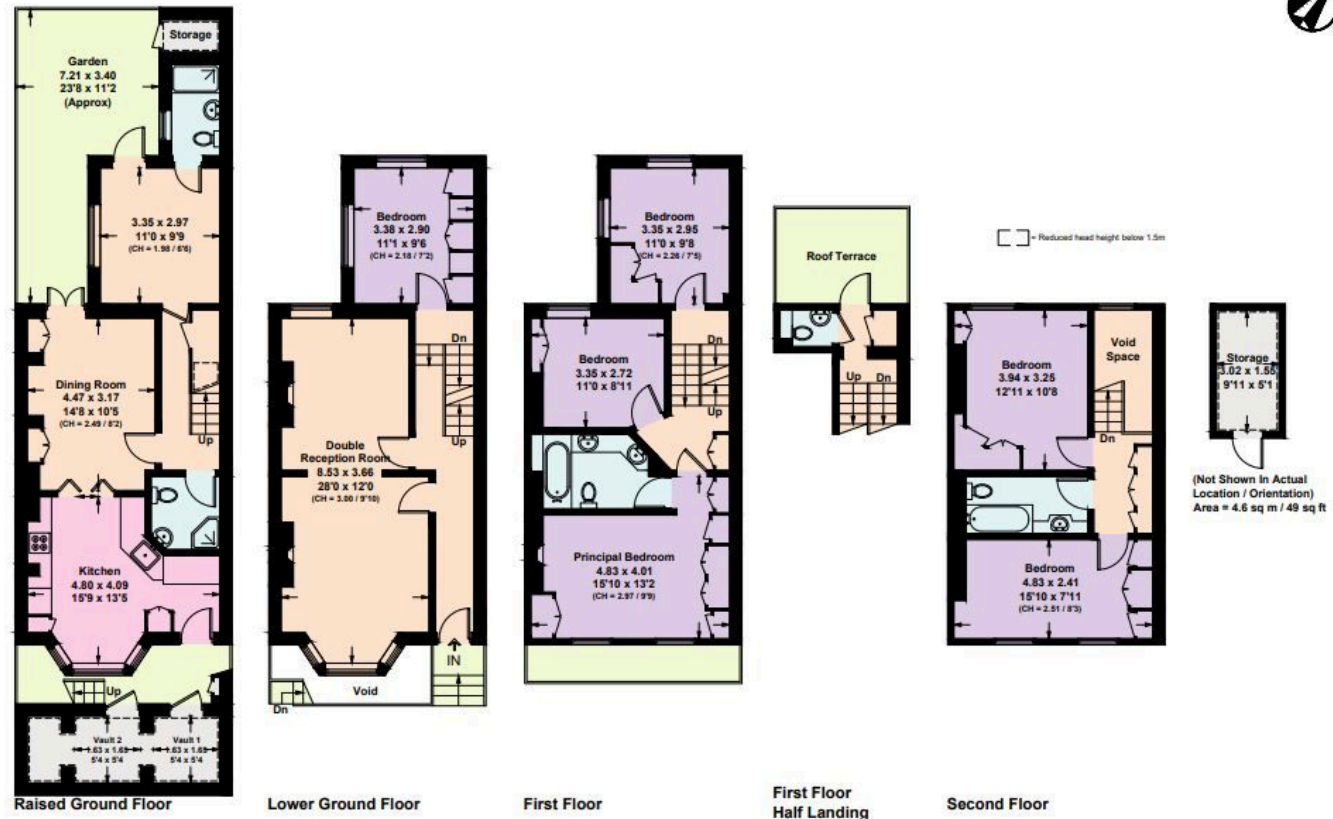 Storage
Garden
7.21 x 3.40
23'8 x 11'2
(Approx)
3.35 x 2.97
11'0 x 9'9
(CH = 1.98 / 6'6)
Dining Room
4.47 x 3.17
14'8 x 10'5
(CH = 2.49 / 8'2)
Up
Kitchen
4.80 x 4.09
15'9 x 13'5
Up
Vault 2
1.63 x 1.65
5'4 x 5'4
Vault 1
1.63 x 1.65
5'4 x 5'4
Raised Ground Floor
Bedroom
3.38 x 2.90
11'1 x 9'6
(CH = 2.18 / 7'2)
Dn
Up
Double
Reception Room
8.53 x 3.66
28'0 x 12'0
(CH = 3.00 / 9'10)
IN
Void
Dn
Lower Ground Floor
Bedroom
3.35 x 2.95
11'0 x 9'8
(CH = 2.26 / 7'5)
Bedroom
3.35 x 2.72
11'0 x 8'11
Dn
Up
Principal Bedroom
4.83 x 4.01
15'10 x 13'2
(CH = 2.97 / 9'9)
First Floor
Roof Terrace
Up
Dn
First Floor
Half Landing
= Reduced head height below 1.5m
Bedroom
3.94 x 3.25
12'11 x 10'8
Void
Space
Dn
Bedroom
4.83 x 2.41
15'10 x 7'11
(CH = 2.51 / 8'3)
Second Floor
Storage
3.02 x 1.55
9'11 x 5'1
(Not Shown In Actual
Location / Orientation)
Area = 4.6 sq m / 49 sq ft